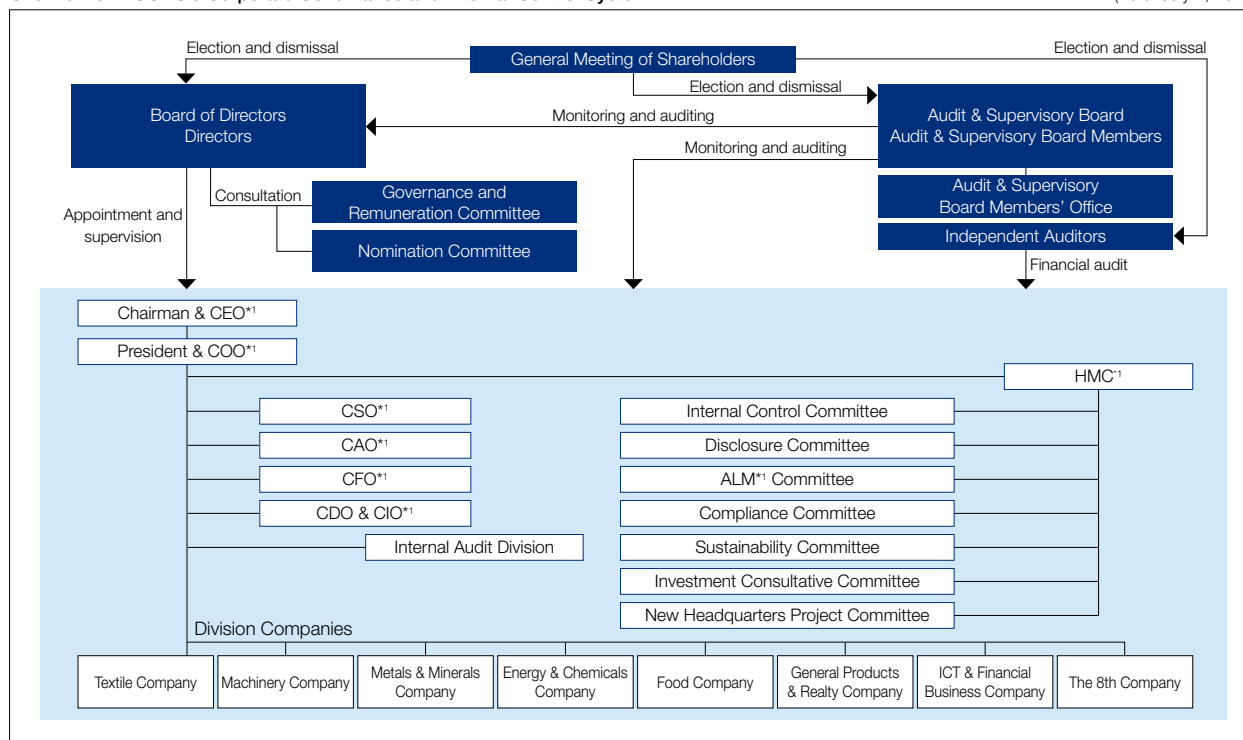 Election and dismissal
General Meeting of Shareholders
Election and dismissal
Election and dismissal
Board of Directors
Directors
Monitoring and auditing
Audit & Supervisory Board
Audit & Supervisory Board Members
Monitoring and auditing
Appointment and
supervision
Consultation
Governance and
Remuneration Committee
Nomination Committee
Audit & Supervisory
Board Members’ Office
Independent Auditors
Financial audit
Chairman & CEO*1
President & COO*1
HMC*1
CSO*1
CAO*1
CFO*1
CDO & CIO*1
Internal Audit Division
Internal Control Committee
Disclosure Committee
ALM*1 Committee
Compliance Committee
Sustainability Committee
Investment Consultative Committee
New Headquarters Project Committee
Division Companies
Textile Company
Machinery Company
Metals & Minerals
Company
Energy & Chemicals
Company
Food Company
General Products
& Realty Company
ICT & Financial
Business Company
The 8th Company